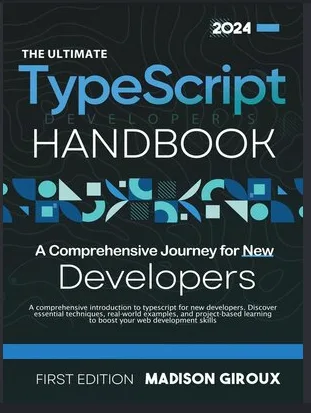 2024
THE ULTIMATE
TypeScript
DEVELOPER'S
HANDBOOK
A Comprehensive Journey for New
Developers
A comprehensive introduction to typescript for new developers. Discover
essential techniques, real-world examples, and project-based learning
to boost your web development skills
FIRST EDITION MADISON GIROUX